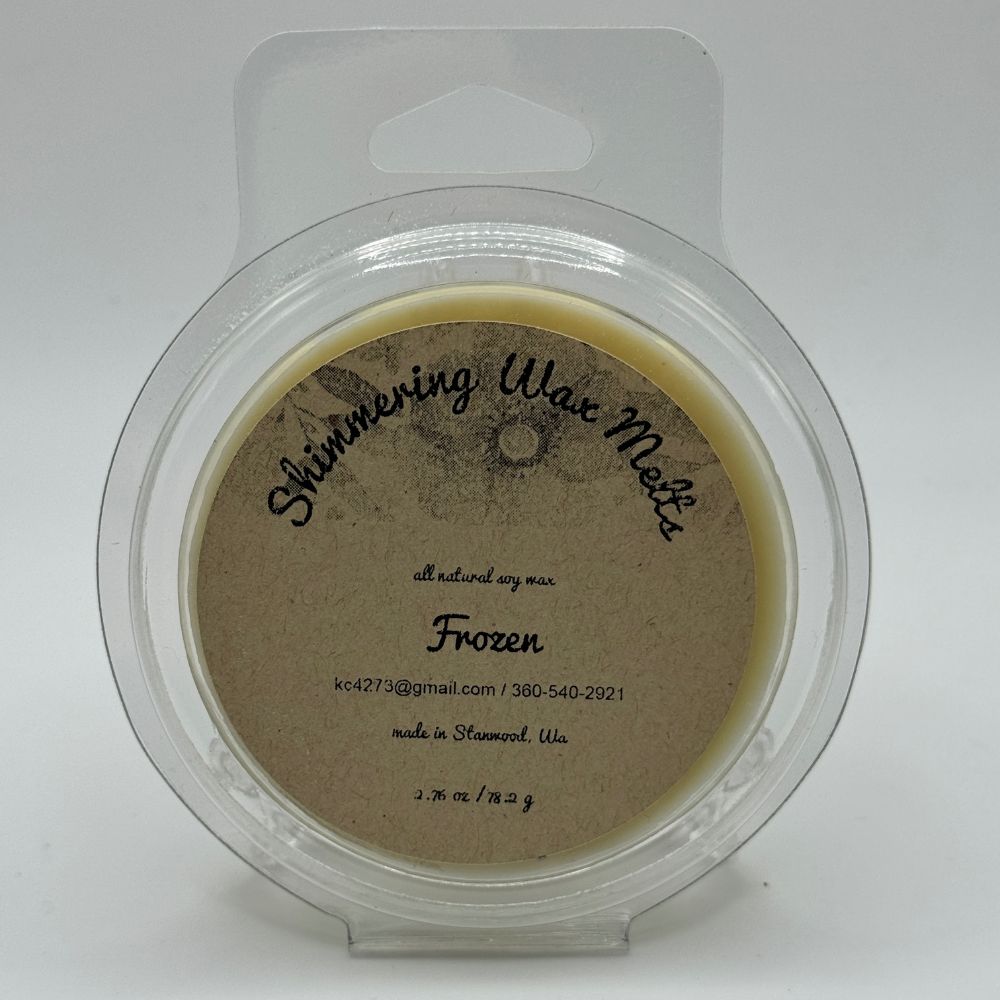 Shimmering Wax Melts
all natural soy wax
Frozen
kc4273@gmail.com / 360-540-2921
made in Stanwood, Wa
2.76 oz / 78.2 g